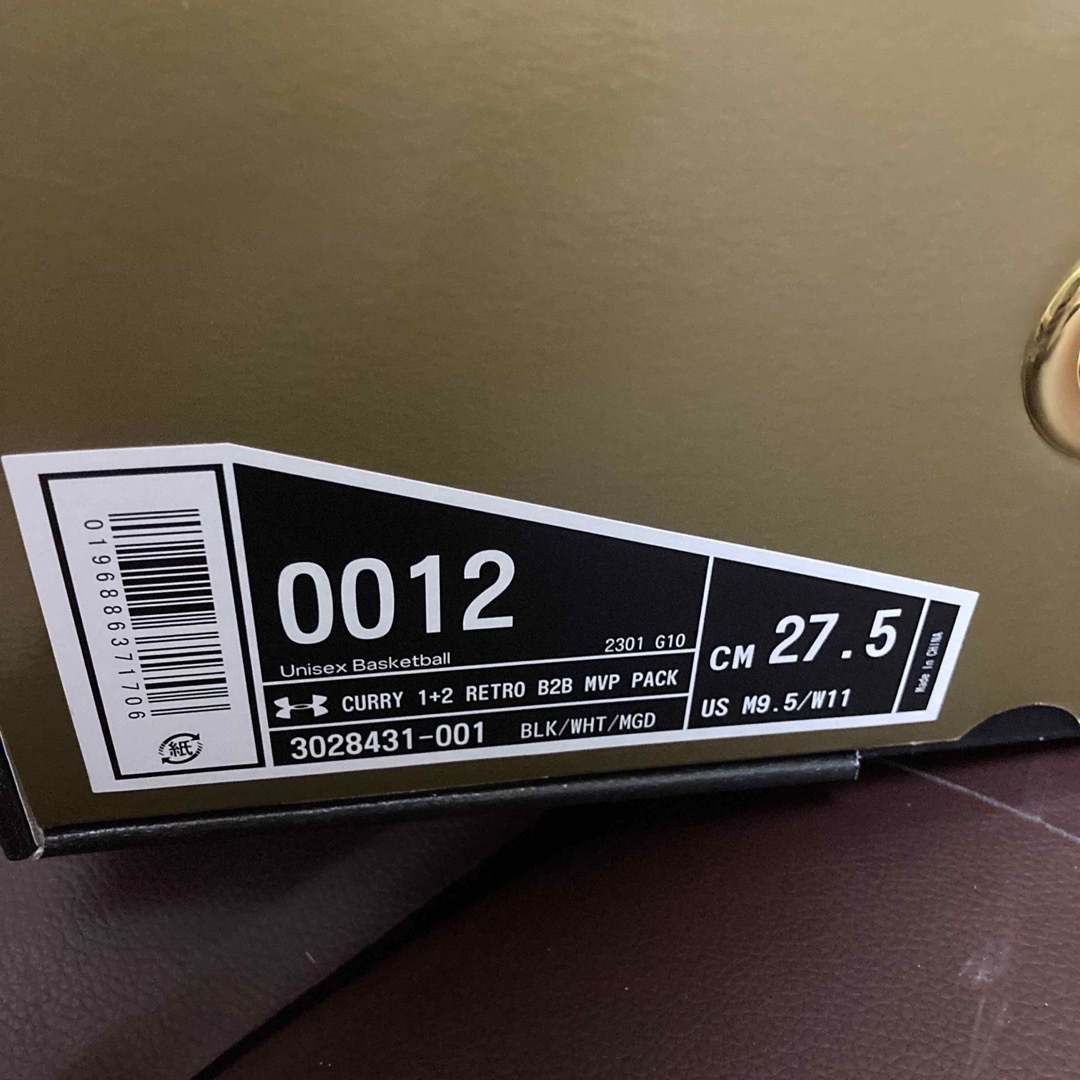 0196886371706
紙
0012
2301 G10
Unisex Basketball
CURRY 1+2 RETRO B2B MVP PACK
3028431-001 BLK/WHT/MGD
CM 27.5
US M9.5/W11
Made in CHINA